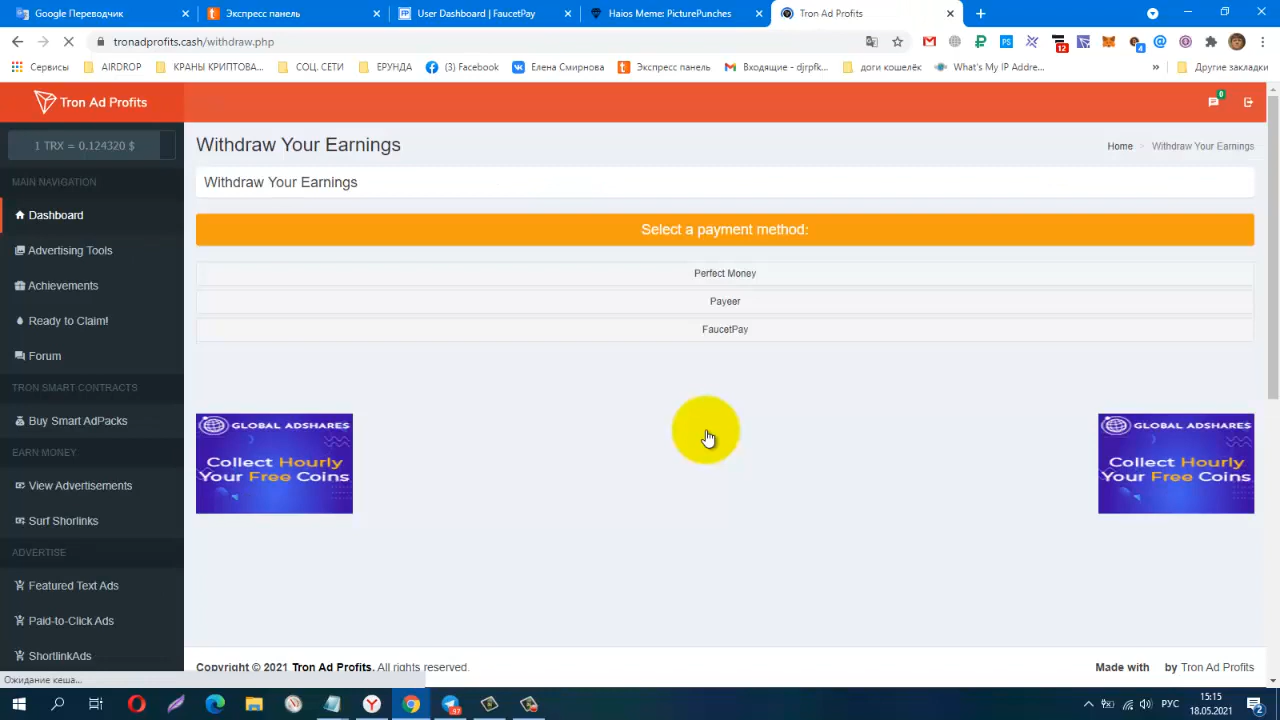 Google Переводчик
Экспресс панель
User Dashboard | FaucetPay
Haios Meme: PicturePunches
Tron Ad Profits
tronadprofits.cash/withdraw.php
12
4
Сервисы
AIRDROP
КРАНЫ КРИПТОВА...
СОЦ. СЕТИ
ЕРУНДА
(3) Facebook
Елена Смирнова
Экспресс панель
Входящие – djrpfk...
доги кошелёк
What's My IP Addre...
»
Другие закладки
Tron Ad Profits
0
1 TRX = 0.124320 $
Withdraw Your Earnings
Home > Withdraw Your Earnings
MAIN NAVIGATION
Withdraw Your Earnings
Dashboard
Select a payment method:
Advertising Tools
Perfect Money
Achievements
Payeer
Ready to Claim!
FaucetPay
Forum
TRON SMART CONTRACTS
Buy Smart AdPacks
EARN MONEY
View Advertisements
Surf Shorlinks
ADVERTISE
Featured Text Ads
Paid-to-Click Ads
ShortlinkAds
GLOBAL ADSHARES
Collect Hourly
Your Free Coins
GLOBAL ADSHARES
Collect Hourly
Your Free Coins
Copyright © 2021 Tron Ad Profits. All rights reserved.
Made with by Tron Ad Profits
Ожидание кеша...
РУС
15:15
18.05.2021
2